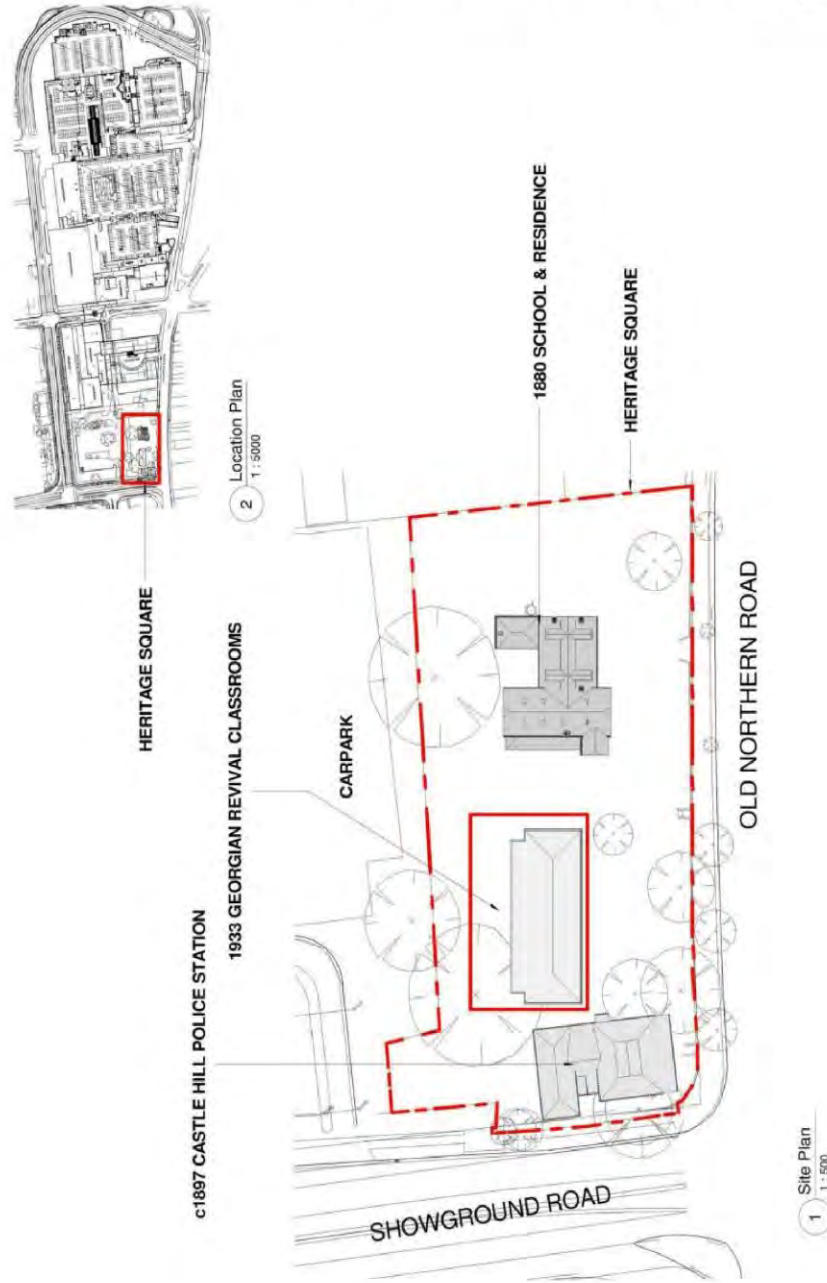 HERITAGE SQUARE
2
Location Plan
1 : 5000
c1897 CASTLE HILL POLICE STATION
1933 GEORGIAN REVIVAL CLASSROOMS
CARPARK
1880 SCHOOL & RESIDENCE
HERITAGE SQUARE
SHOWGROUND ROAD
OLD NORTHERN ROAD
1
Site Plan
1 : 500